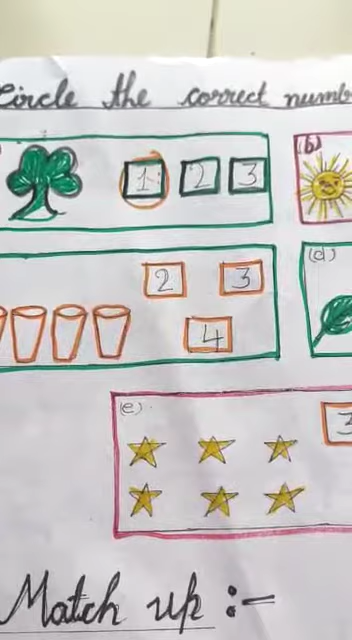 Circle the correct numb
(b)
1 2 3
(d)
2 3
4
(e)
3
Match up :-